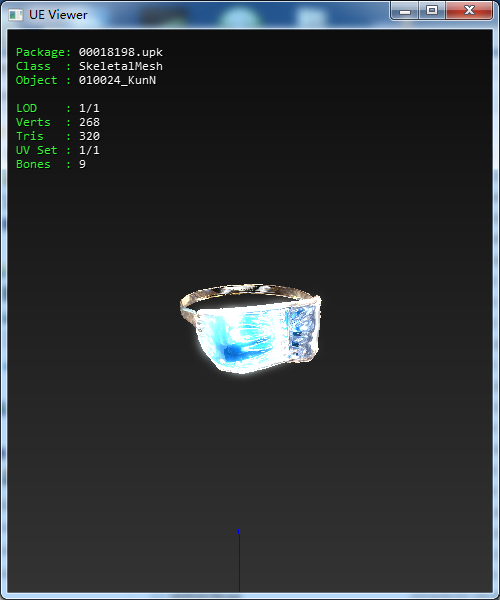 UE Viewer
Package: 00018198.upk
Class : SkeletalMesh
Object : 010024_KunN
LOD : 1/1
Verts : 268
Tris : 320
UV Set : 1/1
Bones : 9